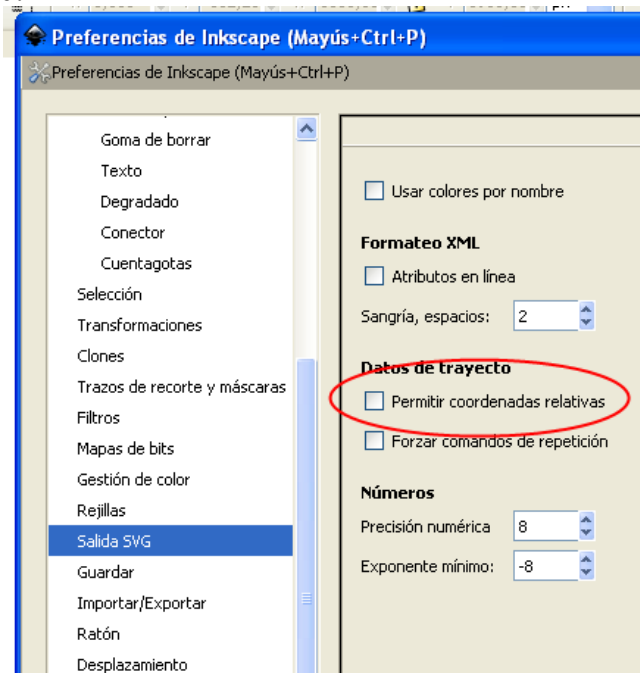 Preferencias de Inkscape (Mayús+Ctrl+P)
Preferencias de Inkscape (Mayús+Ctrl+P)
Goma de borrar
Texto
Degradado
Conector
Cuentagotas
Selección
Transformaciones
Clones
Trazos de recorte y máscaras
Filtros
Mapas de bits
Gestión de color
Rejillas
Salida SVG
Guardar
Importar/Exportar
Ratón
Desplazamiento
Usar colores por nombre
Formateo XML
Atributos en línea
Sangría, espacios: 2
Datos de trayecto
Permitir coordenadas relativas
Forzar comandos de repetición
Números
Precisión numérica 8
Exponente mínimo: -8